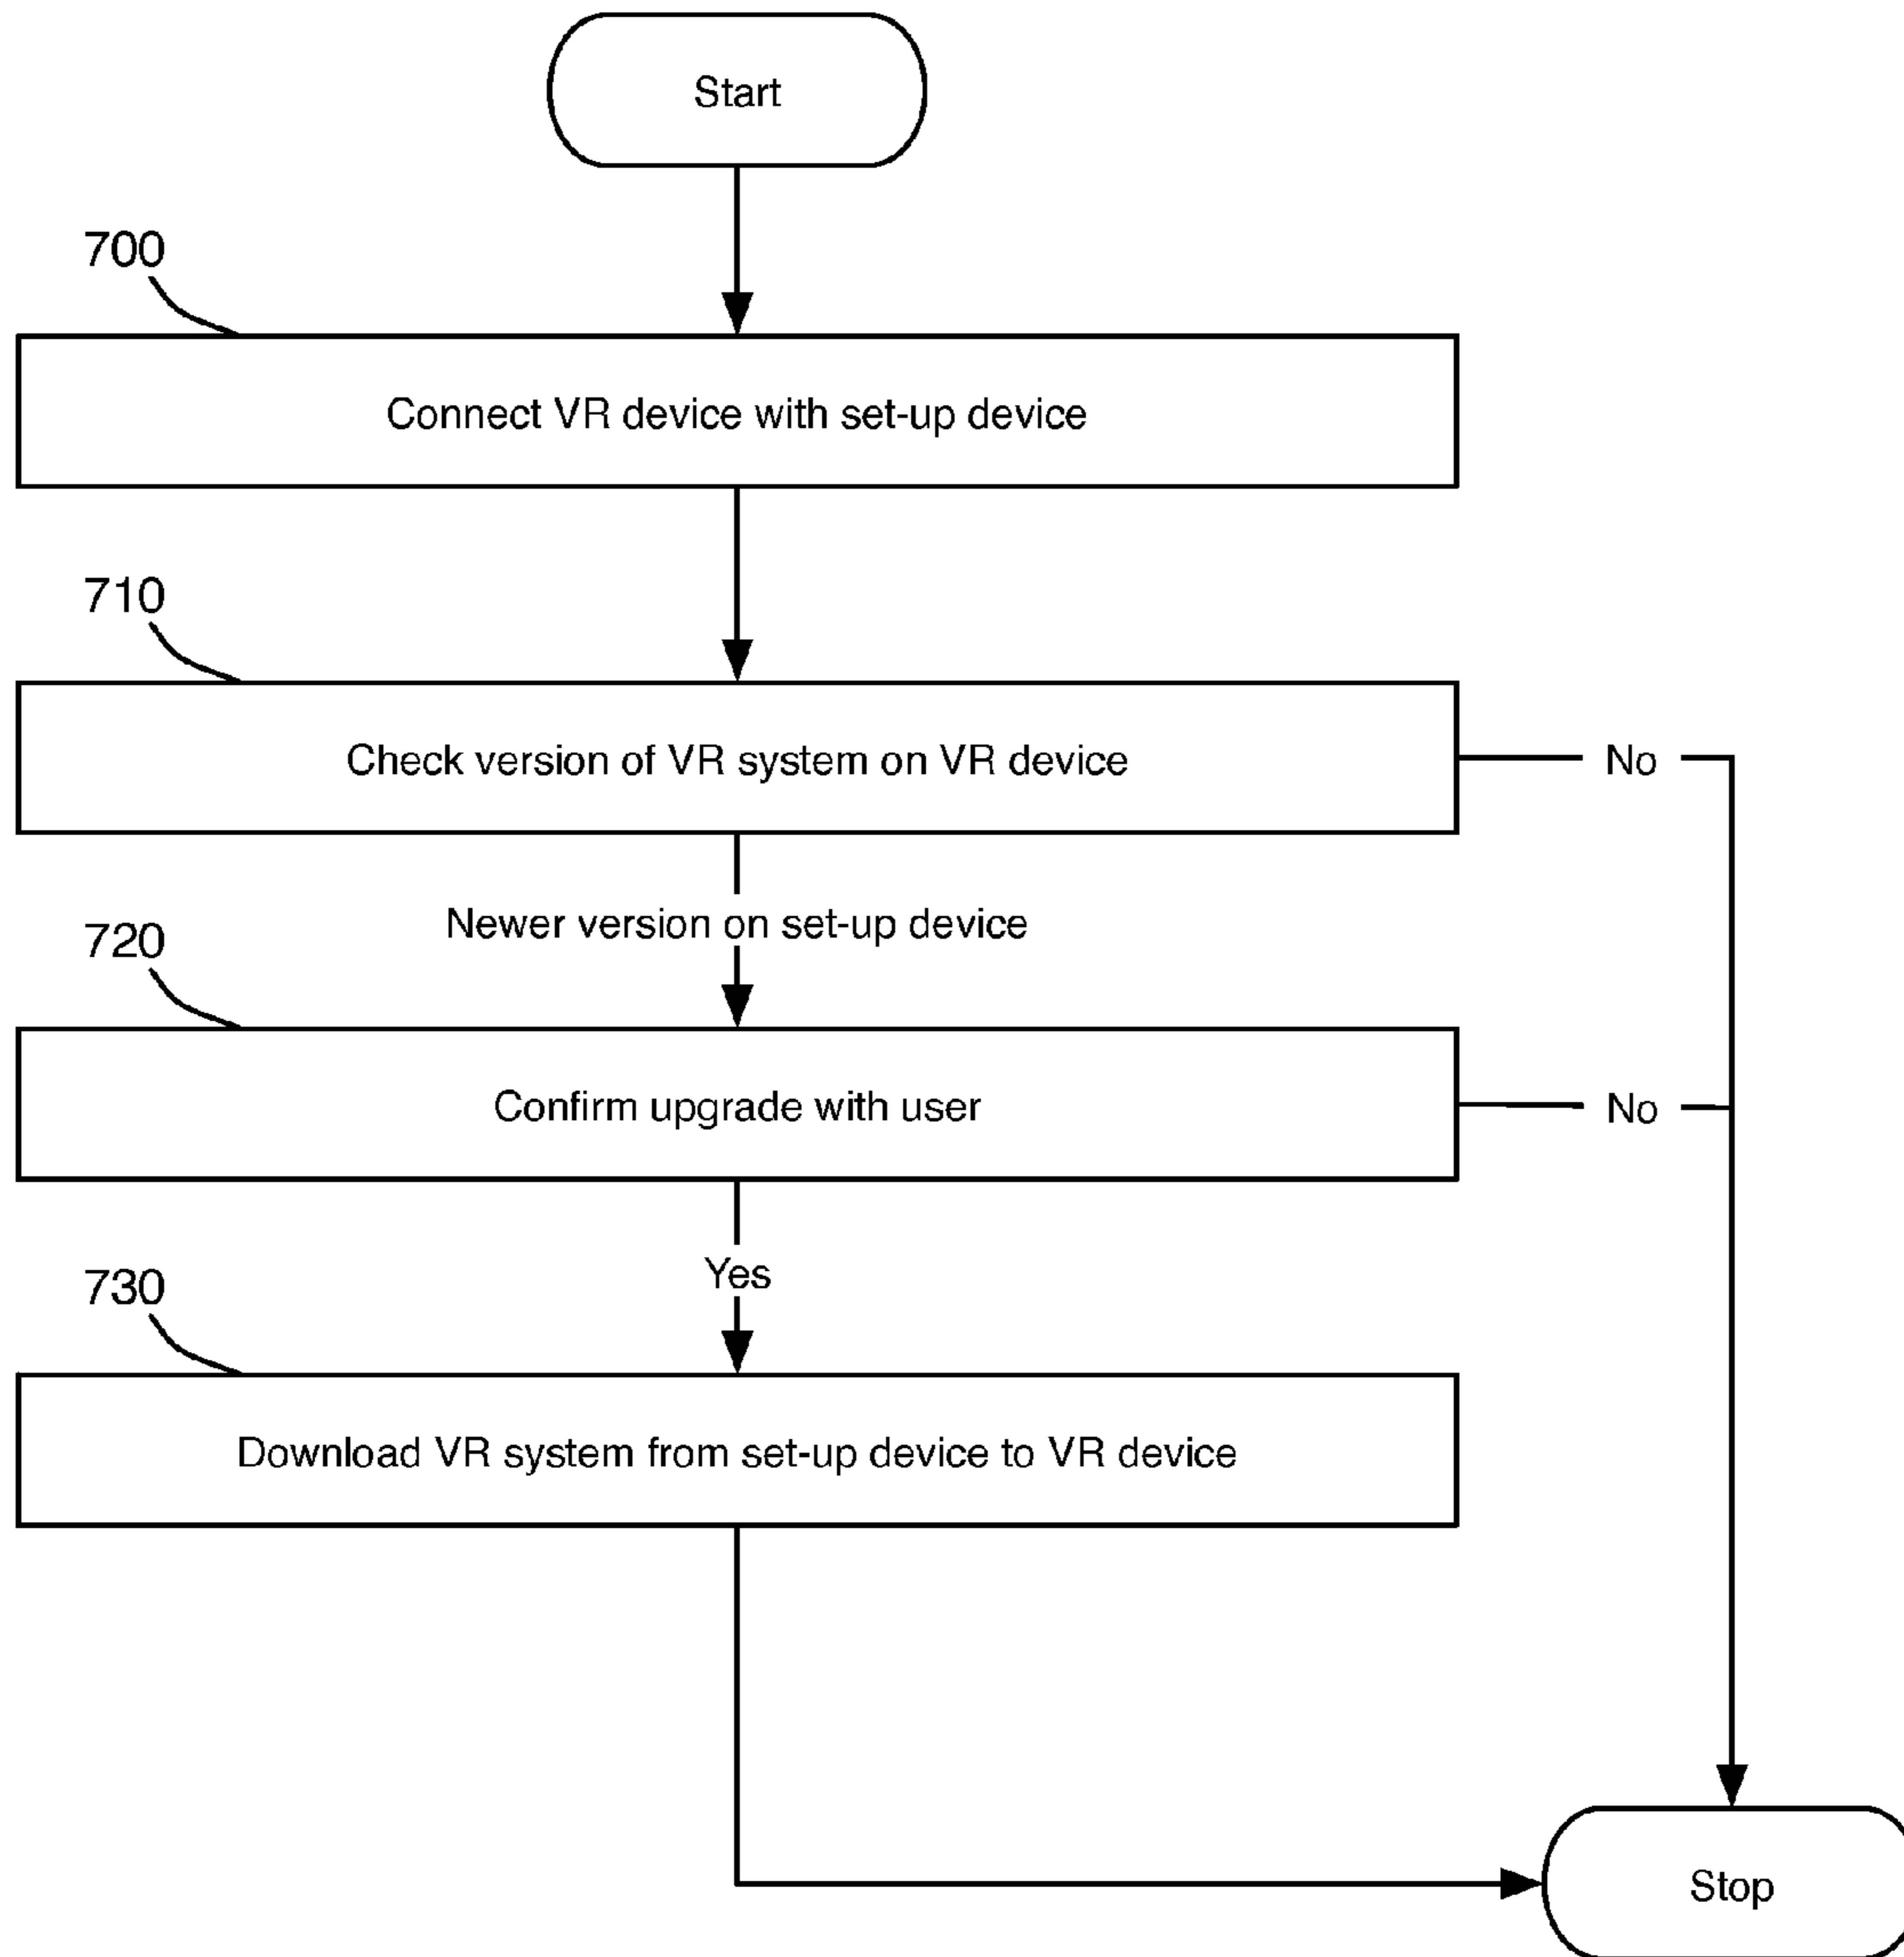 Start
700
Connect VR device with set-up device
710
Check version of VR system on VR device
No
Newer version on set-up device
720
Confirm upgrade with user
No
Yes
730
Download VR system from set-up device to VR device
Stop